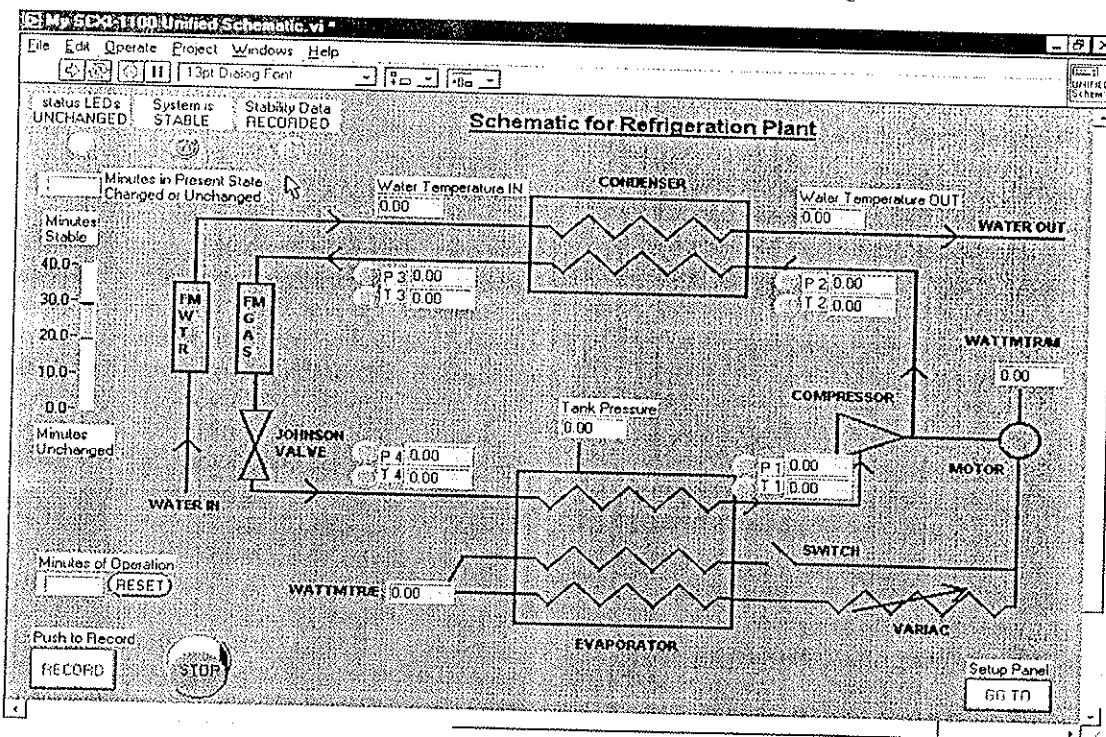 My SCXI-1100 Unified Schematic.vi *
File Edit Operate Project Windows Help
13pt Dialog Font
UNIFIED
status LEDs
UNCHANGED
System is
STABLE
Stability Data
RECORDED
Schematic for Refrigeration Plant
Minutes in Present State
Changed or Unchanged
Water Temperature IN
0.00
CONDENSER
Water Temperature OUT
0.00
WATER OUT
Minutes
Stable
40.0
30.0
20.0
10.0
0.0
Minutes
Unchanged
FM
WTR
FM
GAS
P 3 0.00
T 3 0.00
P 2 0.00
T 2 0.00
WATTMTR/M
0.00
COMPRESSOR
Tank Pressure
0.00
JOHNSON
VALVE
P 4 0.00
T 4 0.00
P 1 0.00
T 1 0.00
MOTOR
WATER IN
SWITCH
Minutes of Operation
RESET
WATTMTR/E 0.00
VARIAC
EVAPORATOR
Push to Record
RECORD
STOP
Setup Panel
GO TO